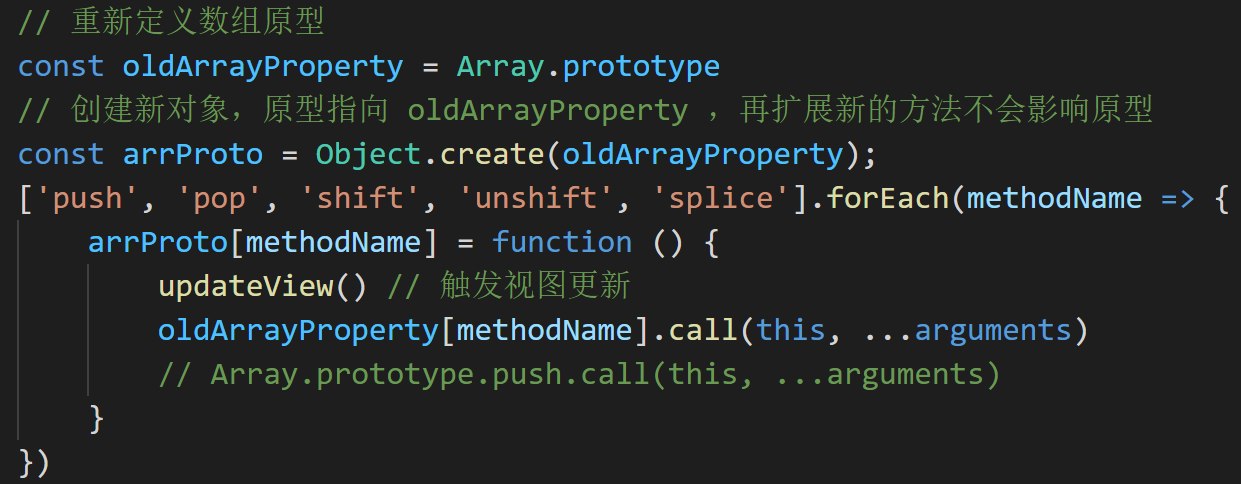 // 重新定义数组原型
const oldArrayProperty = Array.prototype
// 创建新对象，原型指向 oldArrayProperty ，再扩展新的方法不会影响原型
const arrProto = Object.create(oldArrayProperty);
['push', 'pop', 'shift', 'unshift', 'splice'].forEach(methodName => {
    arrProto[methodName] = function () {
        updateView() // 触发视图更新
        oldArrayProperty[methodName].call(this, ...arguments)
        // Array.prototype.push.call(this, ...arguments)
    }
})